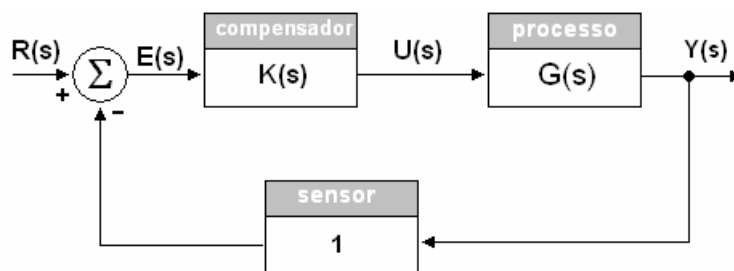 compensador
processo
R(s)
E(s)
U(s)
Y(s)
+
Σ
K(s)
G(s)
-
sensor
1